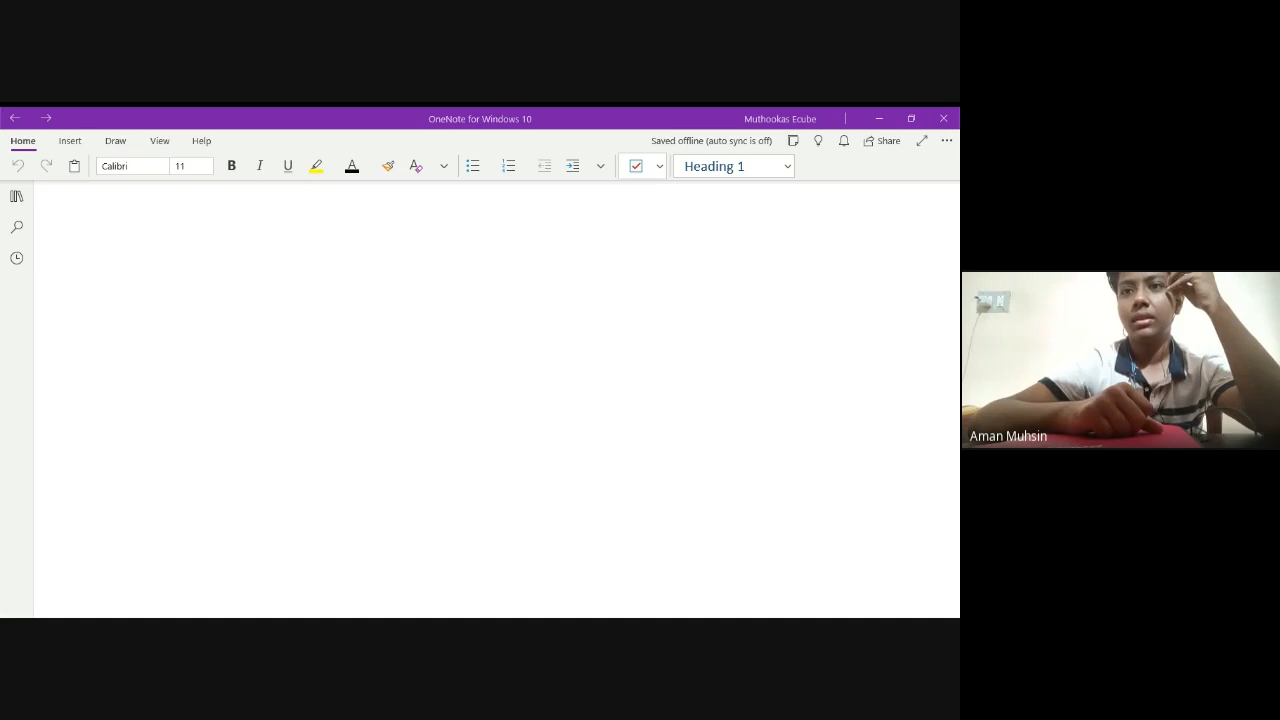 OneNote for Windows 10
Muthookas Ecube
Home Insert Draw View Help
Saved offline (auto sync is off)
Share
Calibri 11 B I U A A Heading 1
Aman Muhsin